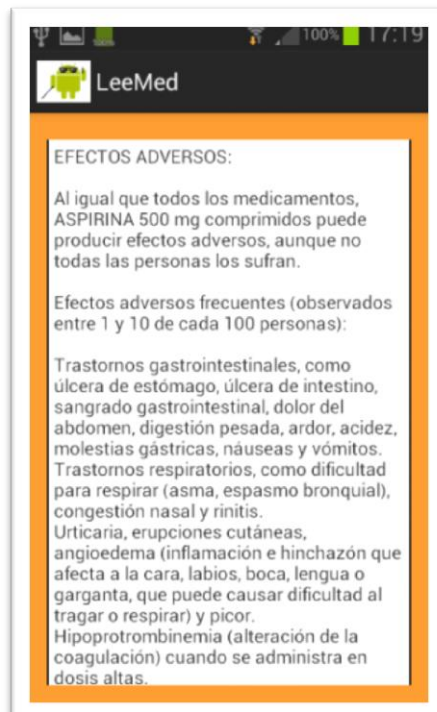 100% 17:19
LeeMed
EFECTOS ADVERSOS:
Al igual que todos los medicamentos,
ASPIRINA 500 mg comprimidos puede
producir efectos adversos, aunque no
todas las personas los sufran.
Efectos adversos frecuentes (observados
entre 1 y 10 de cada 100 personas):
Trastornos gastrointestinales, como
úlcera de estómago, úlcera de intestino,
sangrado gastrointestinal, dolor del
abdomen, digestión pesada, ardor, acidez,
molestias gástricas, náuseas y vómitos.
Trastornos respiratorios, como dificultad
para respirar (asma, espasmo bronquial),
congestión nasal y rinitis.
Urticaria, erupciones cutáneas,
angioedema (inflamación e hinchazón que
afecta a la cara, labios, boca, lengua o
garganta, que puede causar dificultad al
tragar o respirar) y picor.
Hipoprotrombinemia (alteración de la
coagulación) cuando se administra en
dosis altas.